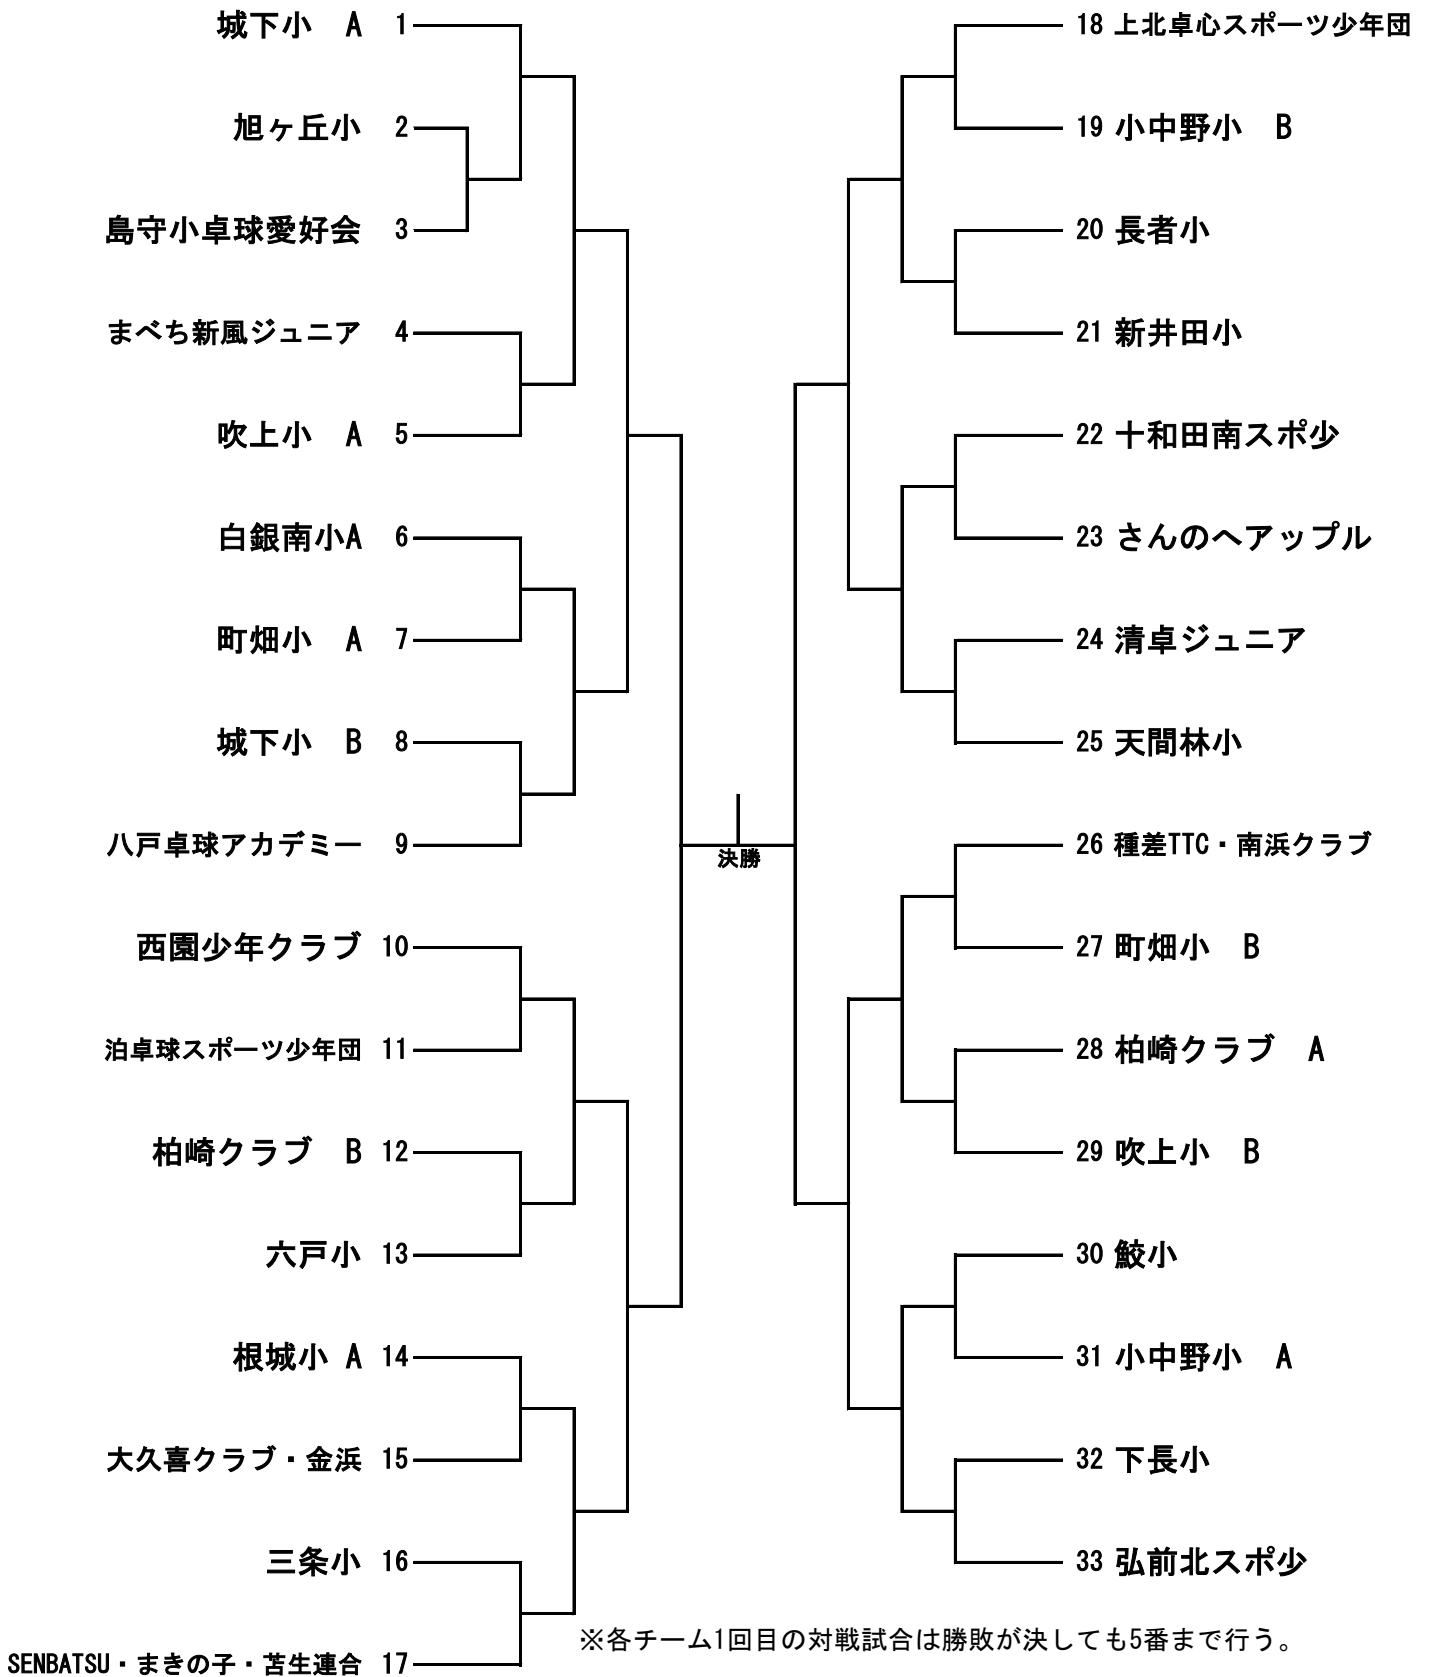 城下小　A 1
旭ヶ丘小 2
島守小卓球愛好会 3
まべち新風ジュニア 4
吹上小　A 5
白銀南小A 6
町畑小　A 7
城下小　B 8
八戸卓球アカデミー 9
西園少年クラブ 10
泊卓球スポーツ少年団 11
柏崎クラブ　B 12
六戸小 13
根城小 A 14
大久喜クラブ・金浜 15
三条小 16
SENBATSU・まきの子・苫生連合 17
決勝
18 上北卓心スポーツ少年団
19 小中野小　B
20 長者小
21 新井田小
22 十和田南スポ少
23 さんのへアップル
24 清卓ジュニア
25 天間林小
26 種差TTC・南浜クラブ
27 町畑小　B
28 柏崎クラブ　A
29 吹上小　B
30 鮫小
31 小中野小　A
32 下長小
33 弘前北スポ少
※各チーム1回目の対戦試合は勝敗が決しても5番まで行う。